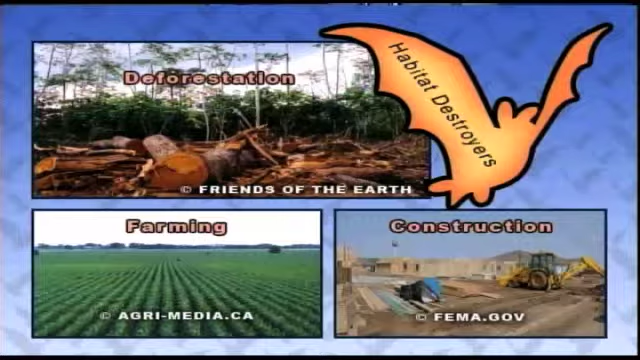 Deforestation
Habitat Destroyers
© FRIENDS OF THE EARTH
Farming
Construction
© AGRI-MEDIA.CA
© FEMA.GOV